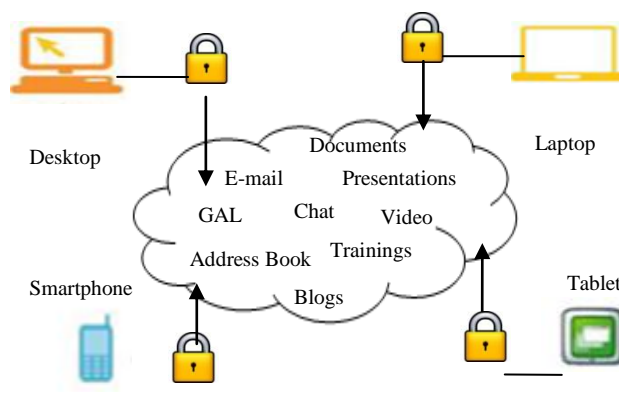 Documents
Desktop
Laptop
E-mail
Presentations
GAL
Chat
Video
Address Book
Trainings
Smartphone
Blogs
Tablet